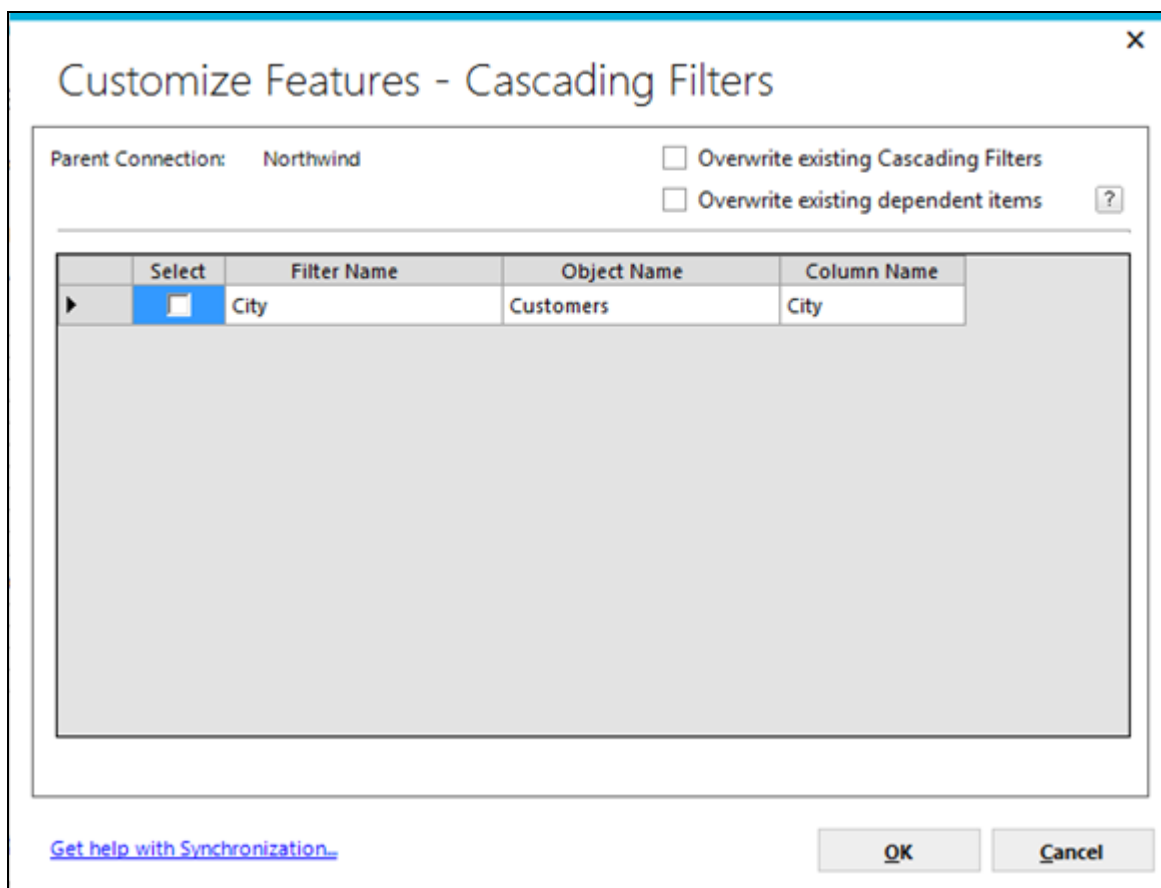 Customize Features - Cascading Filters
Parent Connection: Northwind
Overwrite existing Cascading Filters
Overwrite existing dependent items ?
Select Filter Name Object Name Column Name
City Customers City
Get help with Synchronization...
OK Cancel